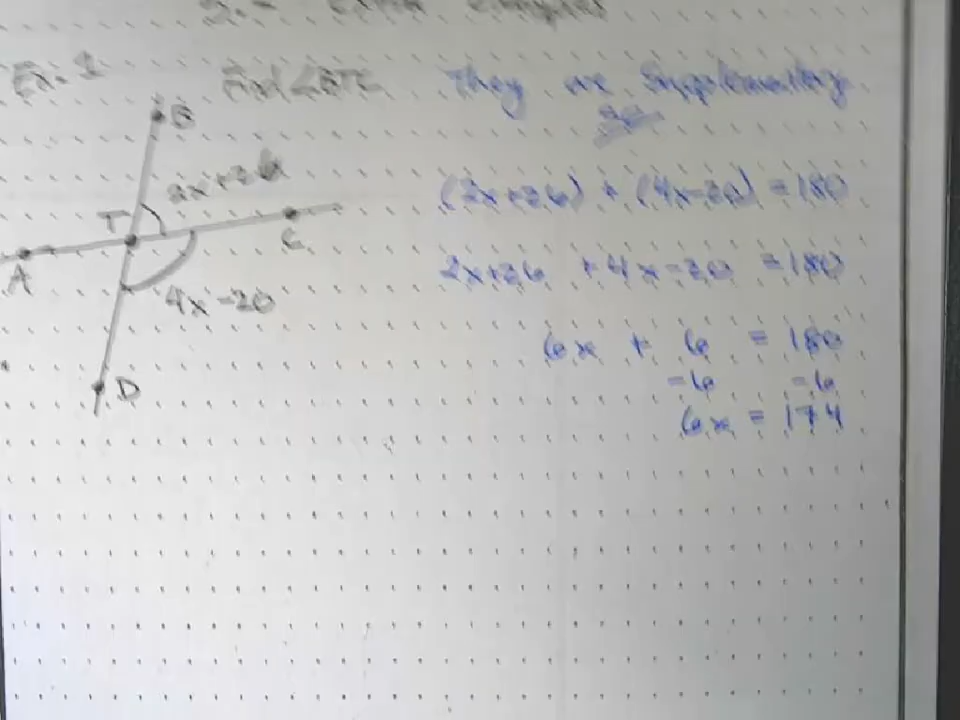 Ex. 1
Find ∠BTC
They are Supplementary
B
2x+26
T
C
A
4x-20
D
(2x+26) + (4x-20) = 180
2x+26 +4x-20 = 180
6x + 6 = 180
-6 -6
6x = 174